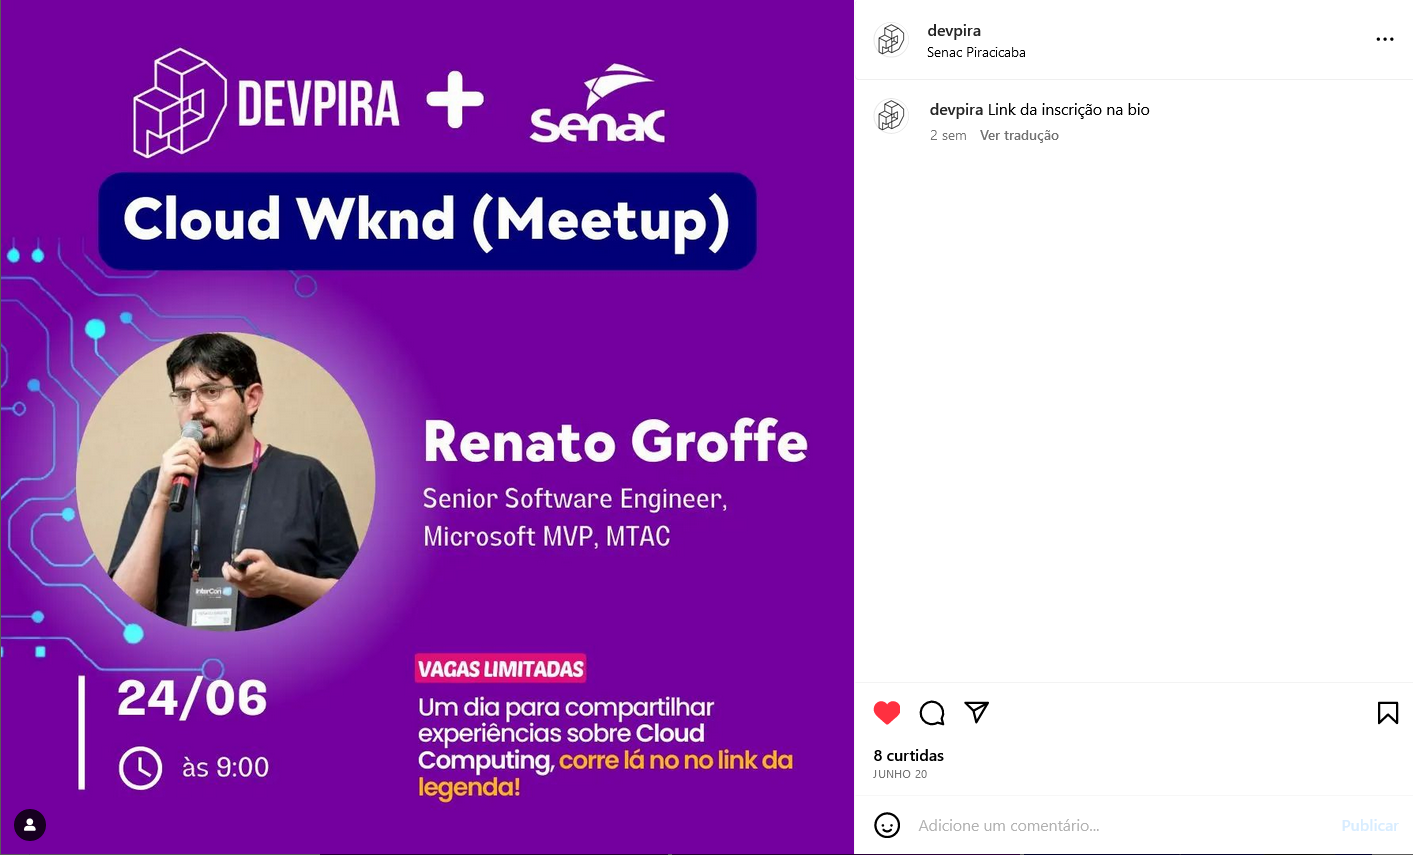 DEVPIRA + Senac
Cloud Wknd (Meetup)
Renato Groffe
Senior Software Engineer,
Microsoft MVP, MTAC
InterCon
24/06
às 9:00
VAGAS LIMITADAS
Um dia para compartilhar
experiências sobre Cloud
Computing, corre lá no no link da
legenda!
devpira
Senac Piracicaba
devpira Link da inscrição na bio
2 sem Ver tradução
8 curtidas
JUNHO 20
Adicione um comentário...
Publicar